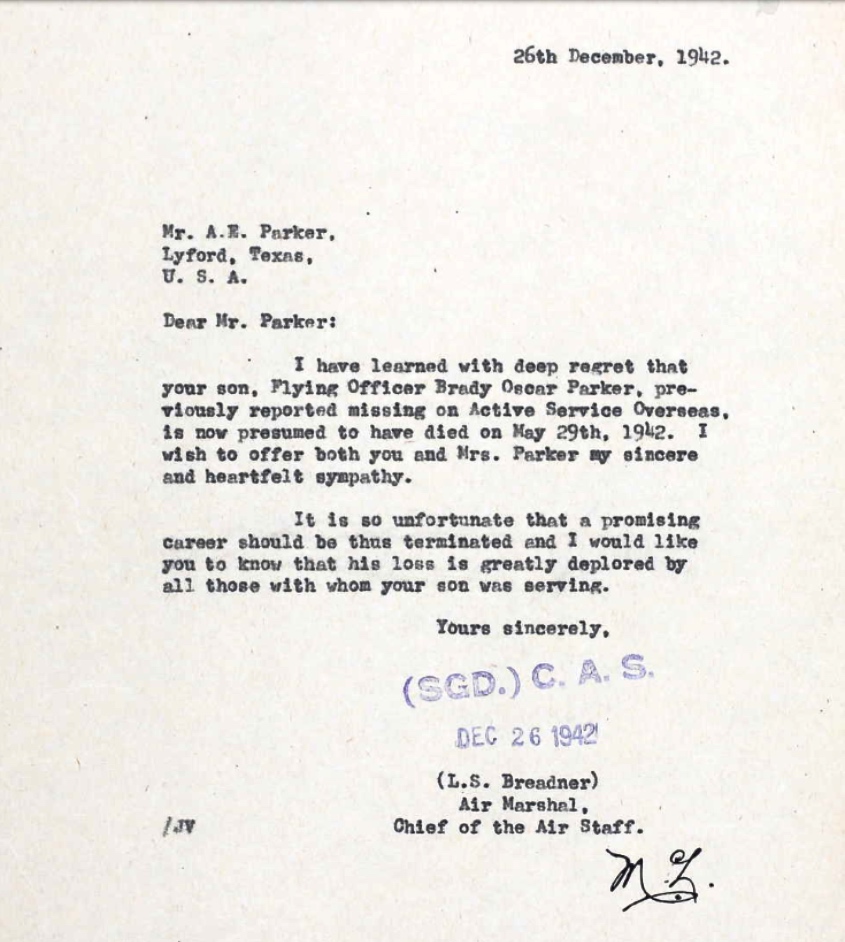 26th December, 1942.
Mr. A.E. Parker,
Lyford, Texas,
U. S. A.
Dear Mr. Parker:
I have learned with deep regret that
your son, Flying Officer Brady Oscar Parker, pre-
viously reported missing on Active Service Overseas,
is now presumed to have died on May 29th, 1942. I
wish to offer both you and Mrs. Parker my sincere
and heartfelt sympathy.
It is so unfortunate that a promising
career should be thus terminated and I would like
you to know that his loss is greatly deplored by
all those with whom your son was serving.
Yours sincerely,
(SGD.) C. A. S.
DEC 26 1942
(L.S. Breadner)
Air Marshal,
/JV Chief of the Air Staff.